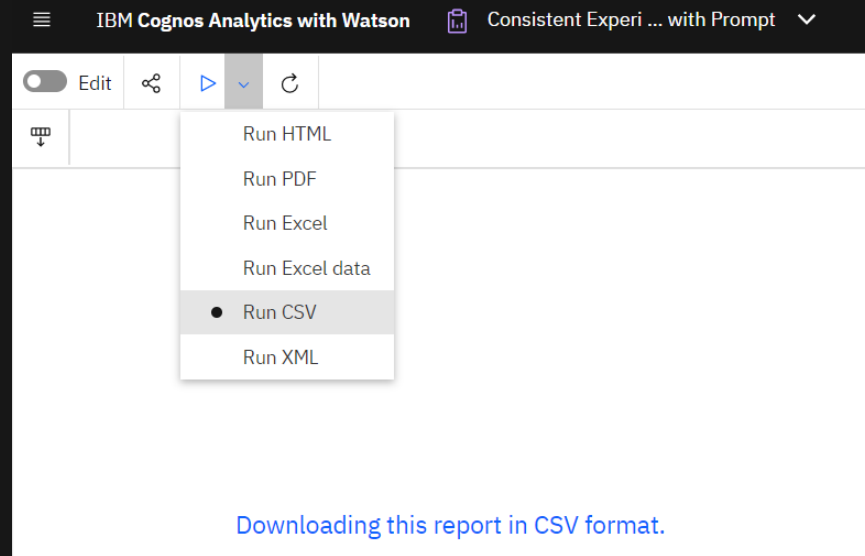 IBM Cognos Analytics with Watson
Consistent Experi ... with Prompt
Edit
Run HTML
Run PDF
Run Excel
Run Excel data
Run CSV
Run XML
Downloading this report in CSV format.